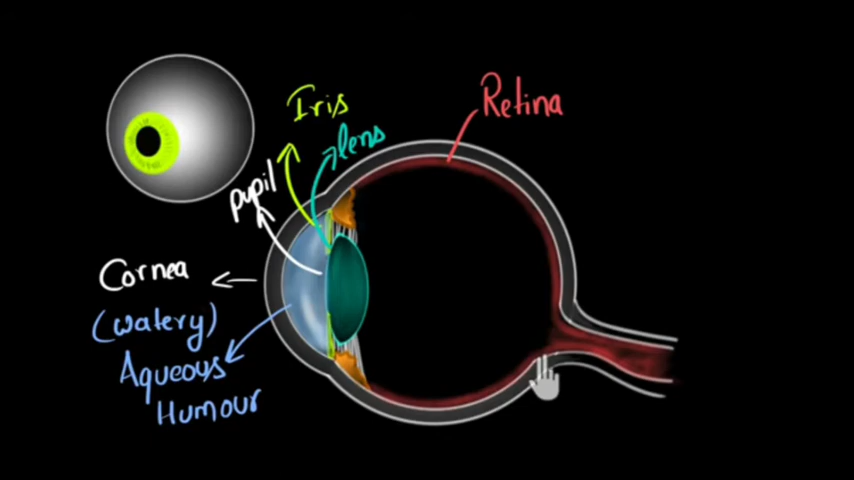 Iris
lens
Retina
pupil
Cornea
(watery)
Aqueous
Humour